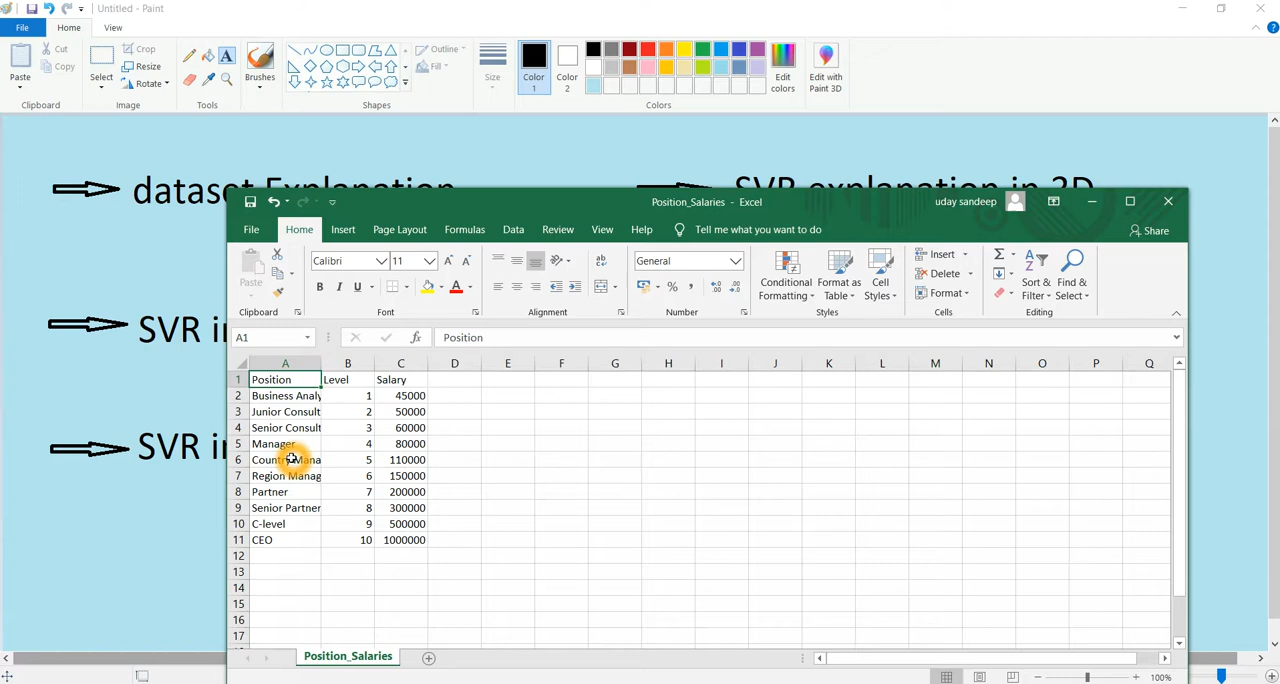 Untitled - Paint
File Home View
Paste Cut Copy Clipboard
Select Crop Resize Rotate Image
Tools
Brushes
Outline Fill Shapes
Size
Color 1 Color 2
Edit colors
Colors
Edit with Paint 3D
dataset Explanation SVR explanation in 2D
SVR in
SVR in
Position_Salaries - Excel uday sandeep
File Home Insert Page Layout Formulas Data Review View Help Tell me what you want to do Share
Paste Clipboard
Calibri 11 A A
B I U A
Font
ab
Alignment
General
% ,
Number
Conditional Formatting Format as Table Cell Styles
Styles
Insert Delete Format
Cells
Sort & Filter Find & Select
Editing
A1 fx Position
A B C D E F G H I J K L M N O P Q
1 Position Level Salary
2 Business Analy 1 45000
3 Junior Consult 2 50000
4 Senior Consult 3 60000
5 Manager 4 80000
6 Country Mana 5 110000
7 Region Manag 6 150000
8 Partner 7 200000
9 Senior Partner 8 300000
10 C-level 9 500000
11 CEO 10 1000000
12
13
14
15
16
17
Position_Salaries
100%